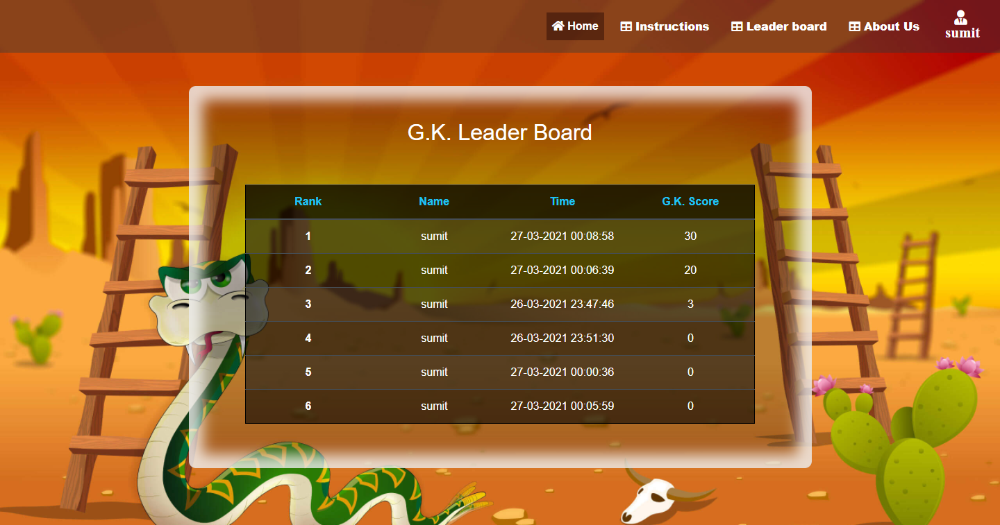 Home Instructions Leader board About Us sumit
G.K. Leader Board
Rank Name Time G.K. Score
1 sumit 27-03-2021 00:08:58 30
2 sumit 27-03-2021 00:06:39 20
3 sumit 26-03-2021 23:47:46 3
4 sumit 26-03-2021 23:51:30 0
5 sumit 27-03-2021 00:00:36 0
6 sumit 27-03-2021 00:05:59 0